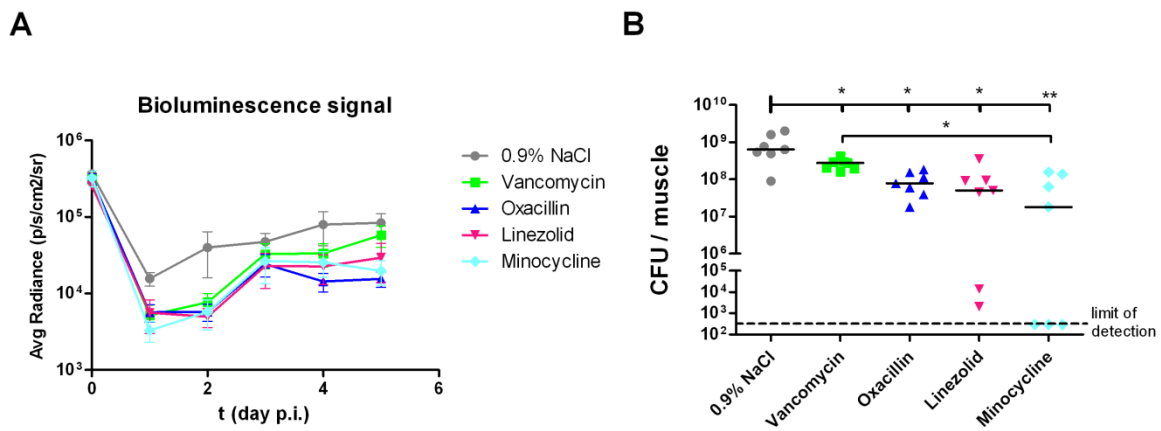 A
Bioluminescence signal
Avg Radiance (p/s/cm2/sr)
10^6
10^5
10^4
10^3
0
2
4
6
t (day p.i.)
0.9% NaCl
Vancomycin
Oxacillin
Linezolid
Minocycline
B
* * * **
*
CFU / muscle
10^10
10^9
10^8
10^7
10^6
10^5
10^4
10^3
10^2
limit of
detection
0.9% NaCl
Vancomycin
Oxacillin
Linezolid
Minocycline